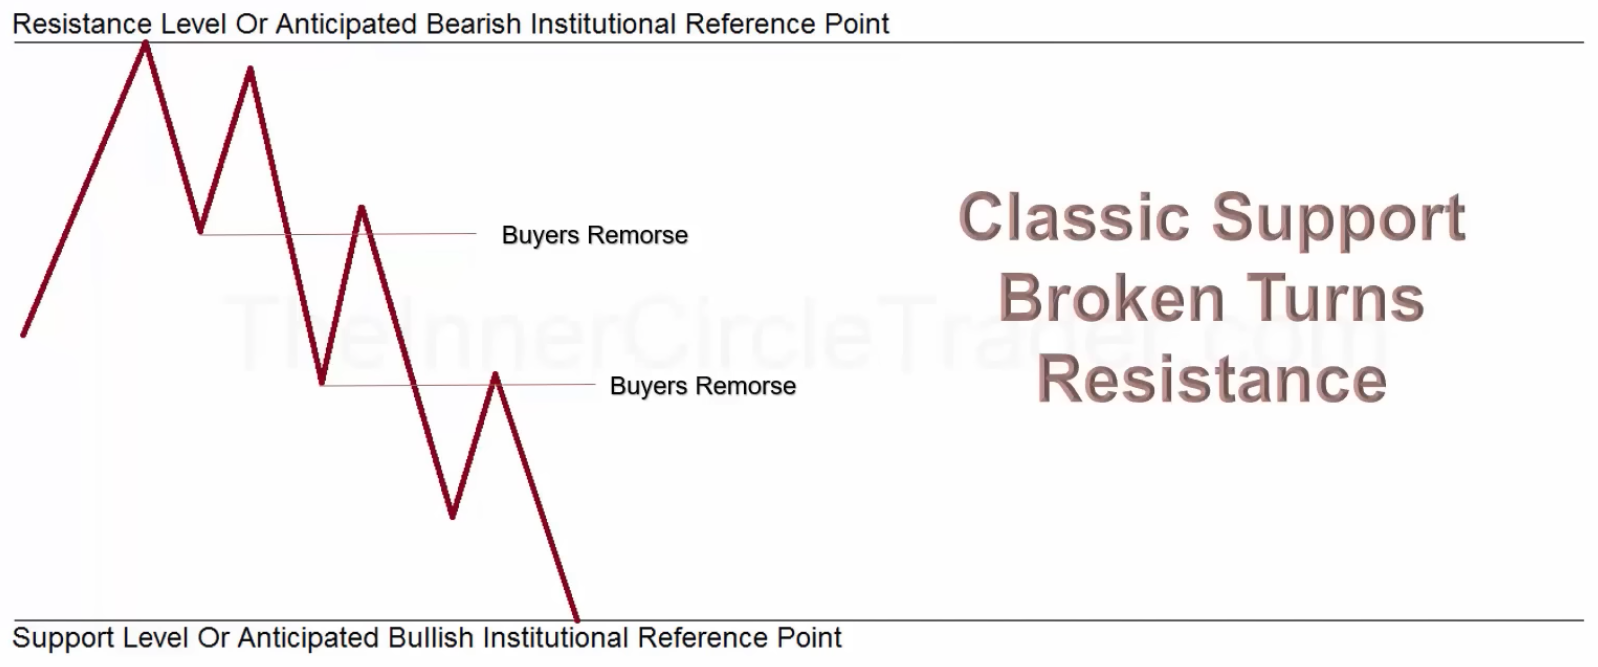 Resistance Level Or Anticipated Bearish Institutional Reference Point
Buyers Remorse
Classic Support
Broken Turns
Resistance
TheInnerCircleTrader.com
Buyers Remorse
Support Level Or Anticipated Bullish Institutional Reference Point